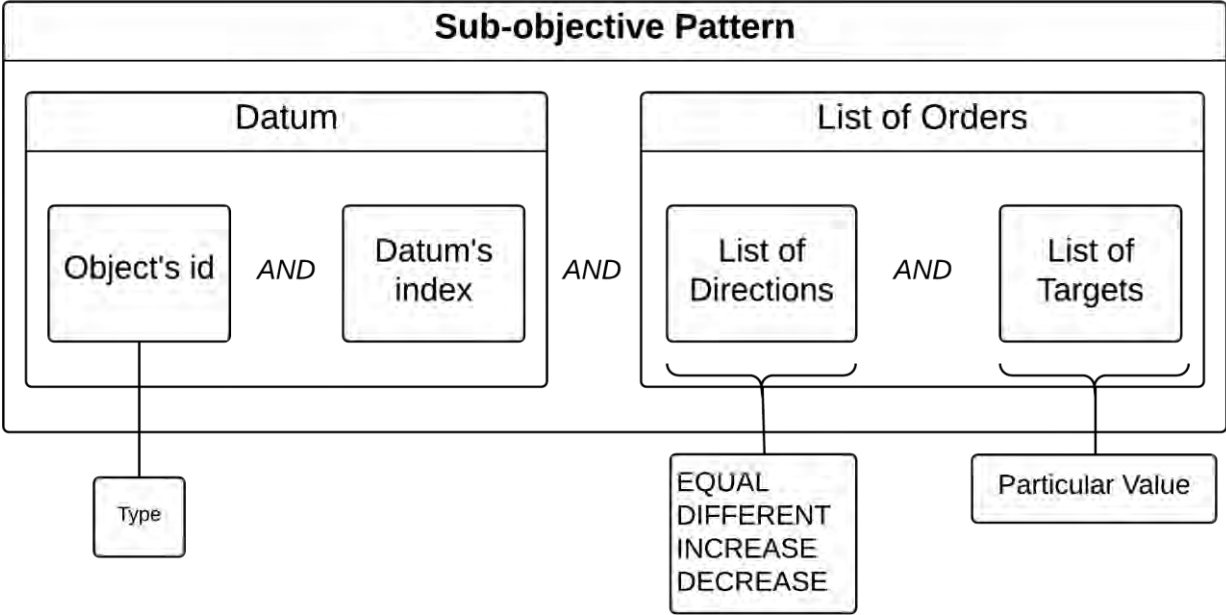 Sub-objective Pattern
Datum
List of Orders
Object's id
AND
Datum's
index
AND
List of
Directions
AND
List of
Targets
Type
EQUAL
DIFFERENT
INCREASE
DECREASE
Particular Value